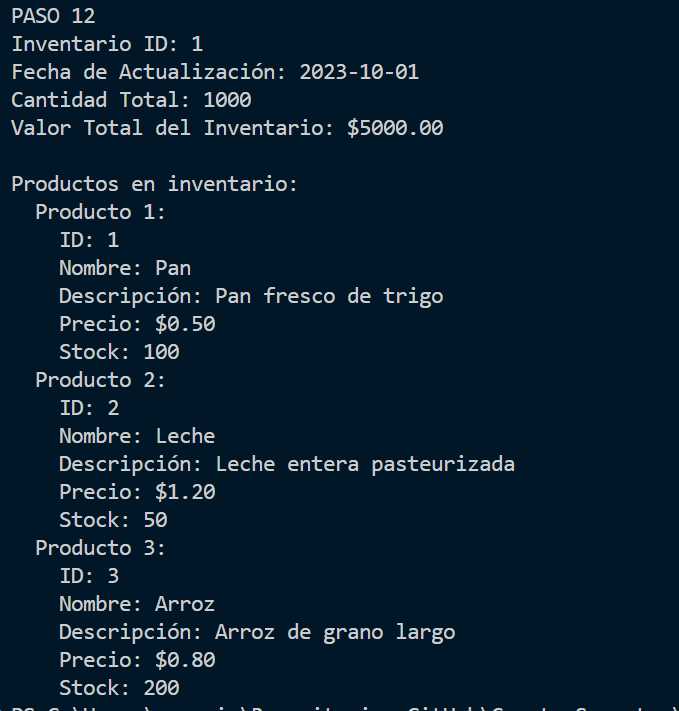 PASO 12
Inventario ID: 1
Fecha de Actualización: 2023-10-01
Cantidad Total: 1000
Valor Total del Inventario: $5000.00
Productos en inventario:
Producto 1:
ID: 1
Nombre: Pan
Descripción: Pan fresco de trigo
Precio: $0.50
Stock: 100
Producto 2:
ID: 2
Nombre: Leche
Descripción: Leche entera pasteurizada
Precio: $1.20
Stock: 50
Producto 3:
ID: 3
Nombre: Arroz
Descripción: Arroz de grano largo
Precio: $0.80
Stock: 200